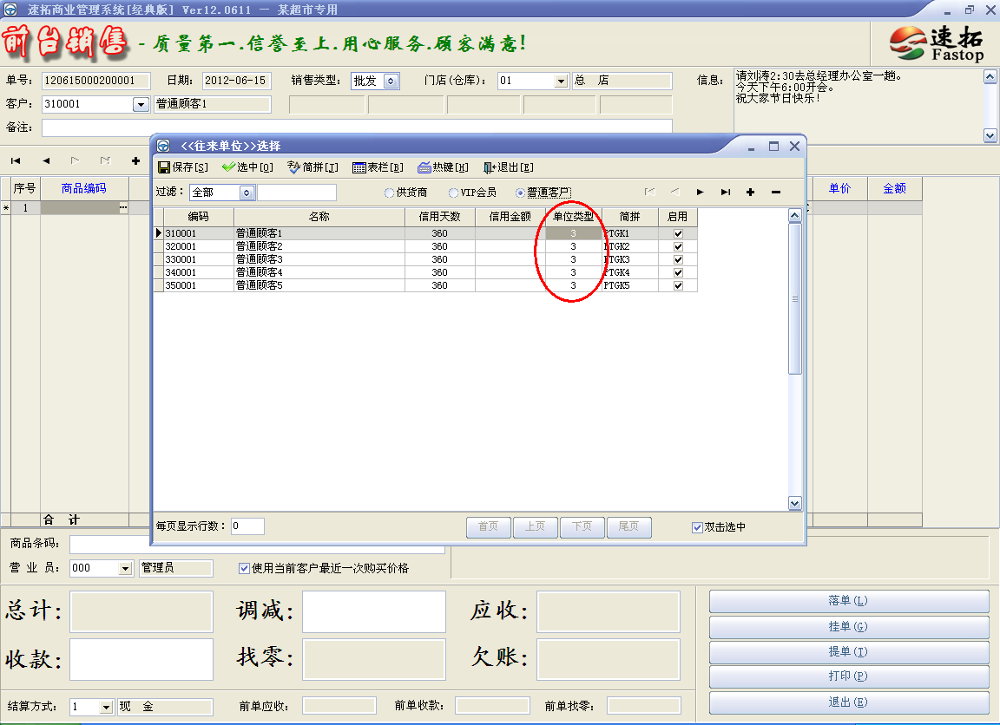 速拓商业管理系统[经典版] Ver12.0611 — 某超市专用
前台销售 - 质量第一.信誉至上.用心服务.顾客满意!
速拓 Fastop
单号: 120615000200001 日期: 2012-06-15 销售类型: 批发 门店(仓库): 01 总 店 信息:
请刘涛2:30去总经理办公室一趟。
今天下午6:00开会。
祝大家节日快乐!
客户: 310001 普通顾客1
备注:
<<往来单位>>选择
保存[S] 选中[O] 简拼[J] 表栏[B] 热键[H] 退出[E]
过滤: 全部 供货商 VIP会员 普通客户
序号 商品编码 单价 金额
* 1
编码 名称 信用天数 信用金额 单位类型 简拼 启用
310001 普通顾客1 360 3 PTGK1
320001 普通顾客2 360 3 PTGK2
330001 普通顾客3 360 3 PTGK3
340001 普通顾客4 360 3 PTGK4
350001 普通顾客5 360 3 PTGK5
合 计
每页显示行数: 0 首页 上页 下页 尾页 双击选中
商品条码:
营 业 员: 000 管理员 使用当前客户最近一次购买价格
总计: 调减: 应收:
收款: 找零: 欠账:
落单(L)
挂单(G)
提单(T)
打印(P)
退出(E)
结算方式: 1 现 金 前单应收: 前单收款: 前单找零: